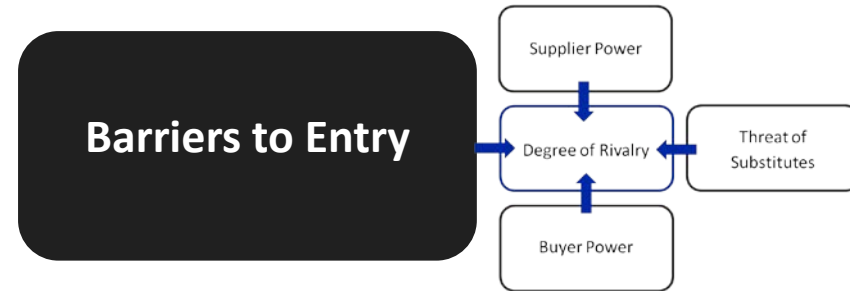 Supplier Power
Barriers to Entry
Degree of Rivalry
Threat of
Substitutes
Buyer Power